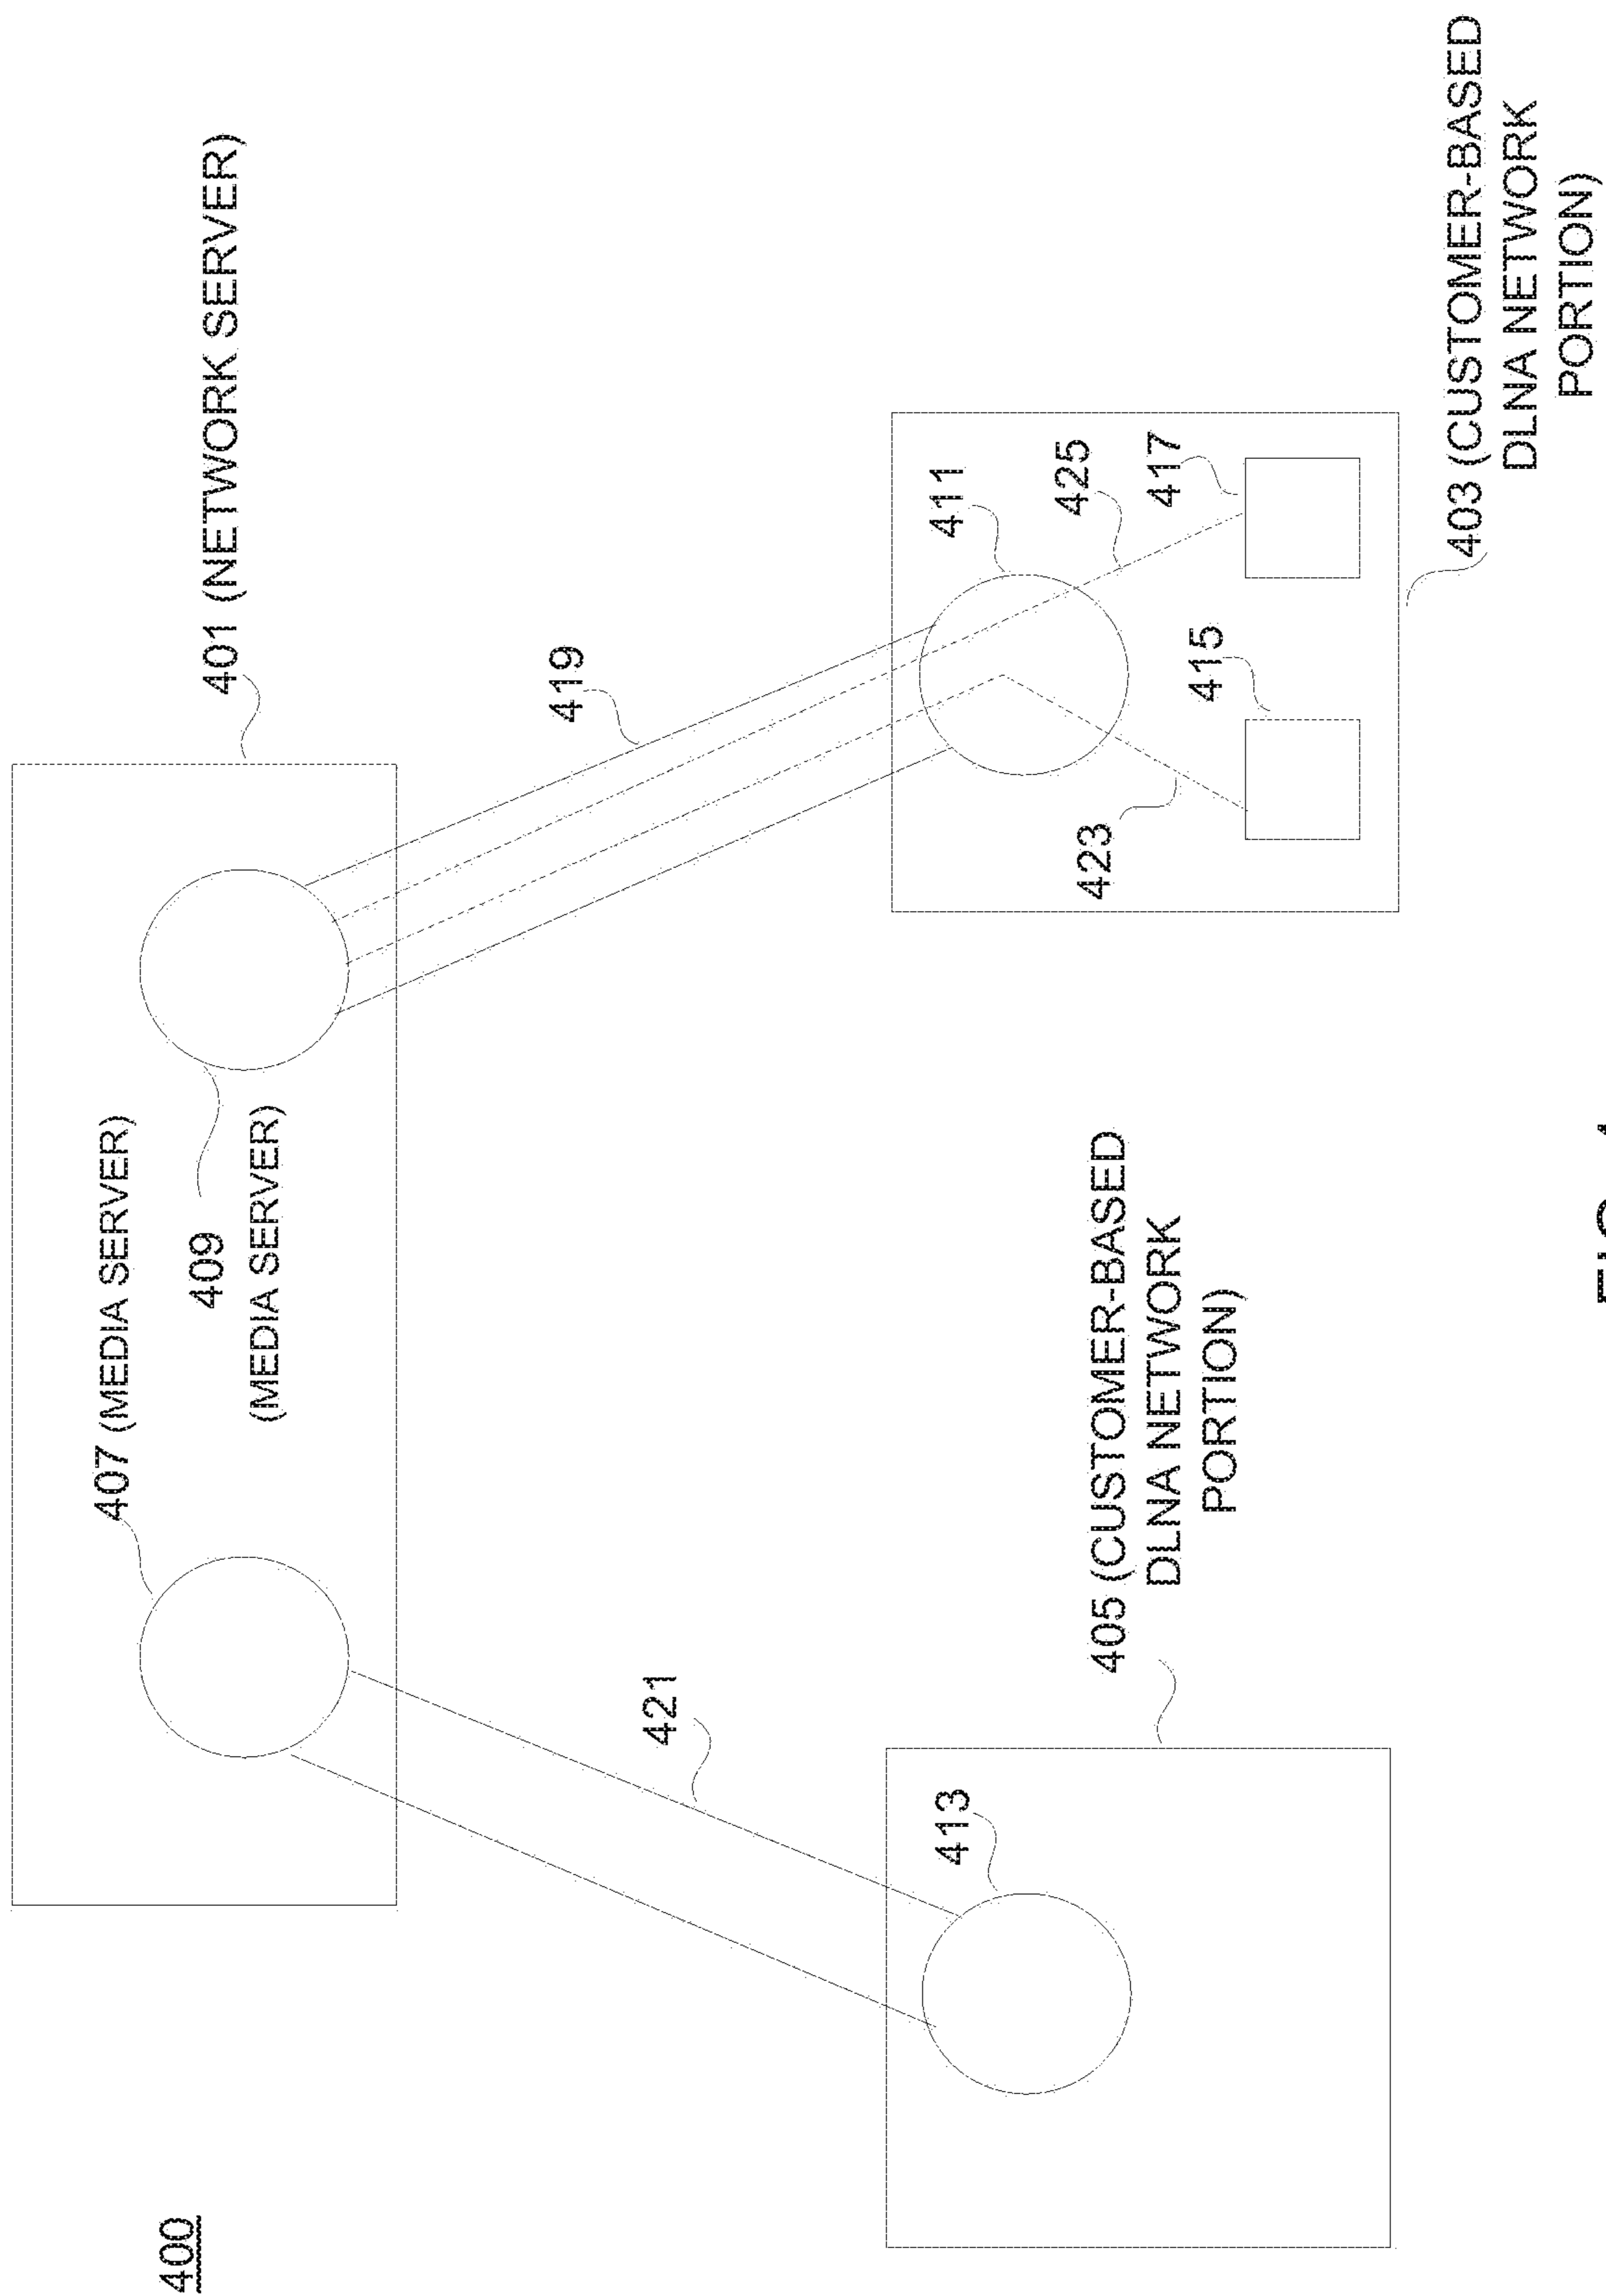 400
401 (NETWORK SERVER)
407 (MEDIA SERVER)
409
(MEDIA SERVER)
421
419
405 (CUSTOMER-BASED
DLNA NETWORK
PORTION)
413
411
425
417
423
415
403 (CUSTOMER-BASED
DLNA NETWORK
PORTION)